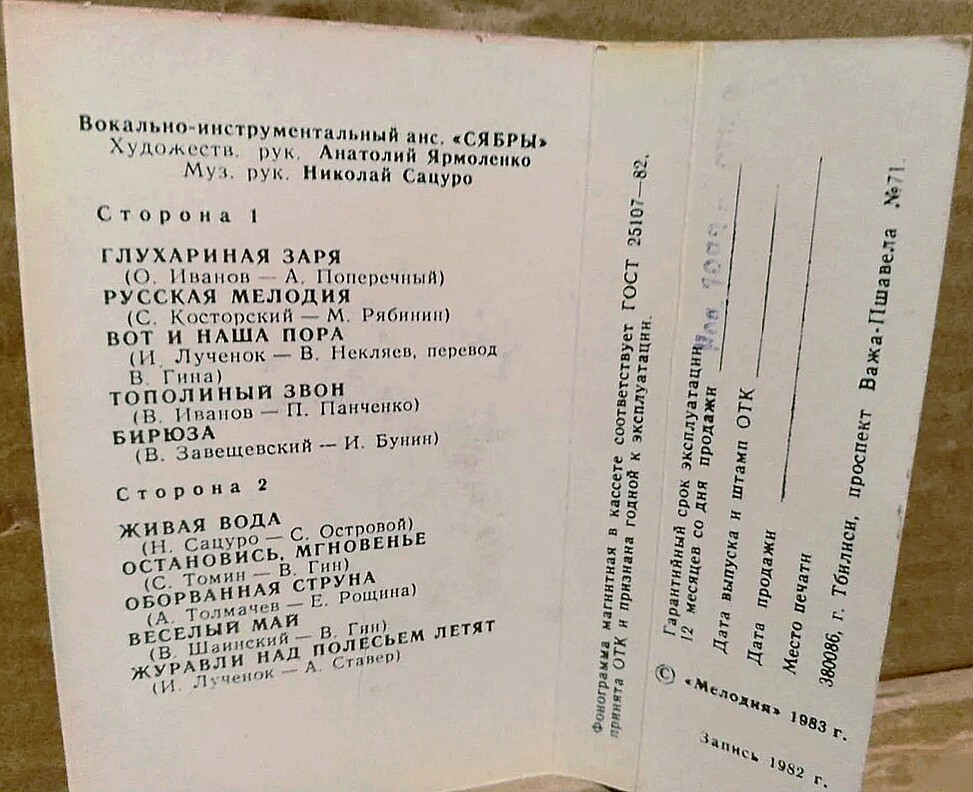 Вокально-инструментальный анс. «СЯБРЫ»
Художеств. рук. Анатолий Ярмоленко
Муз. рук. Николай Сацуро
Сторона 1
ГЛУХАРИНАЯ ЗАРЯ
(О. Иванов — А. Поперечный)
РУССКАЯ МЕЛОДИЯ
(С. Косторский — М. Рябинин)
ВОТ И НАША ПОРА
(И. Лученок — В. Некляев, перевод
В. Гина)
ТОПОЛИНЫЙ ЗВОН
(В. Иванов — П. Панченко)
БИРЮЗА
(В. Завещевский — И. Бунин)
Сторона 2
ЖИВАЯ ВОДА
(Н. Сацуро — С. Островой)
ОСТАНОВИСЬ, МГНОВЕНЬЕ
(С. Томин — В. Гин)
ОБОРВАННАЯ СТРУНА
(А. Толмачев — Е. Рощина)
ВЕСЕЛЫЙ МАЙ
(В. Шаинский — В. Гин)
ЖУРАВЛИ НАД ПОЛЕСЬЕМ ЛЕТЯТ
(И. Лученок — А. Ставер)
Фонограмма магнитная в кассете соответствует ГОСТ 25107—82,
принята ОТК и признана годной к эксплуатации.
Гарантийный срок эксплуатации
12 месяцев со дня продажи
Дата выпуска и штамп ОТК
Дата продажи
Место печати
380086, г. Тбилиси, проспект Важа-Пшавела №71.
© «Мелодия» 1983 г.
Запись 1982 г.